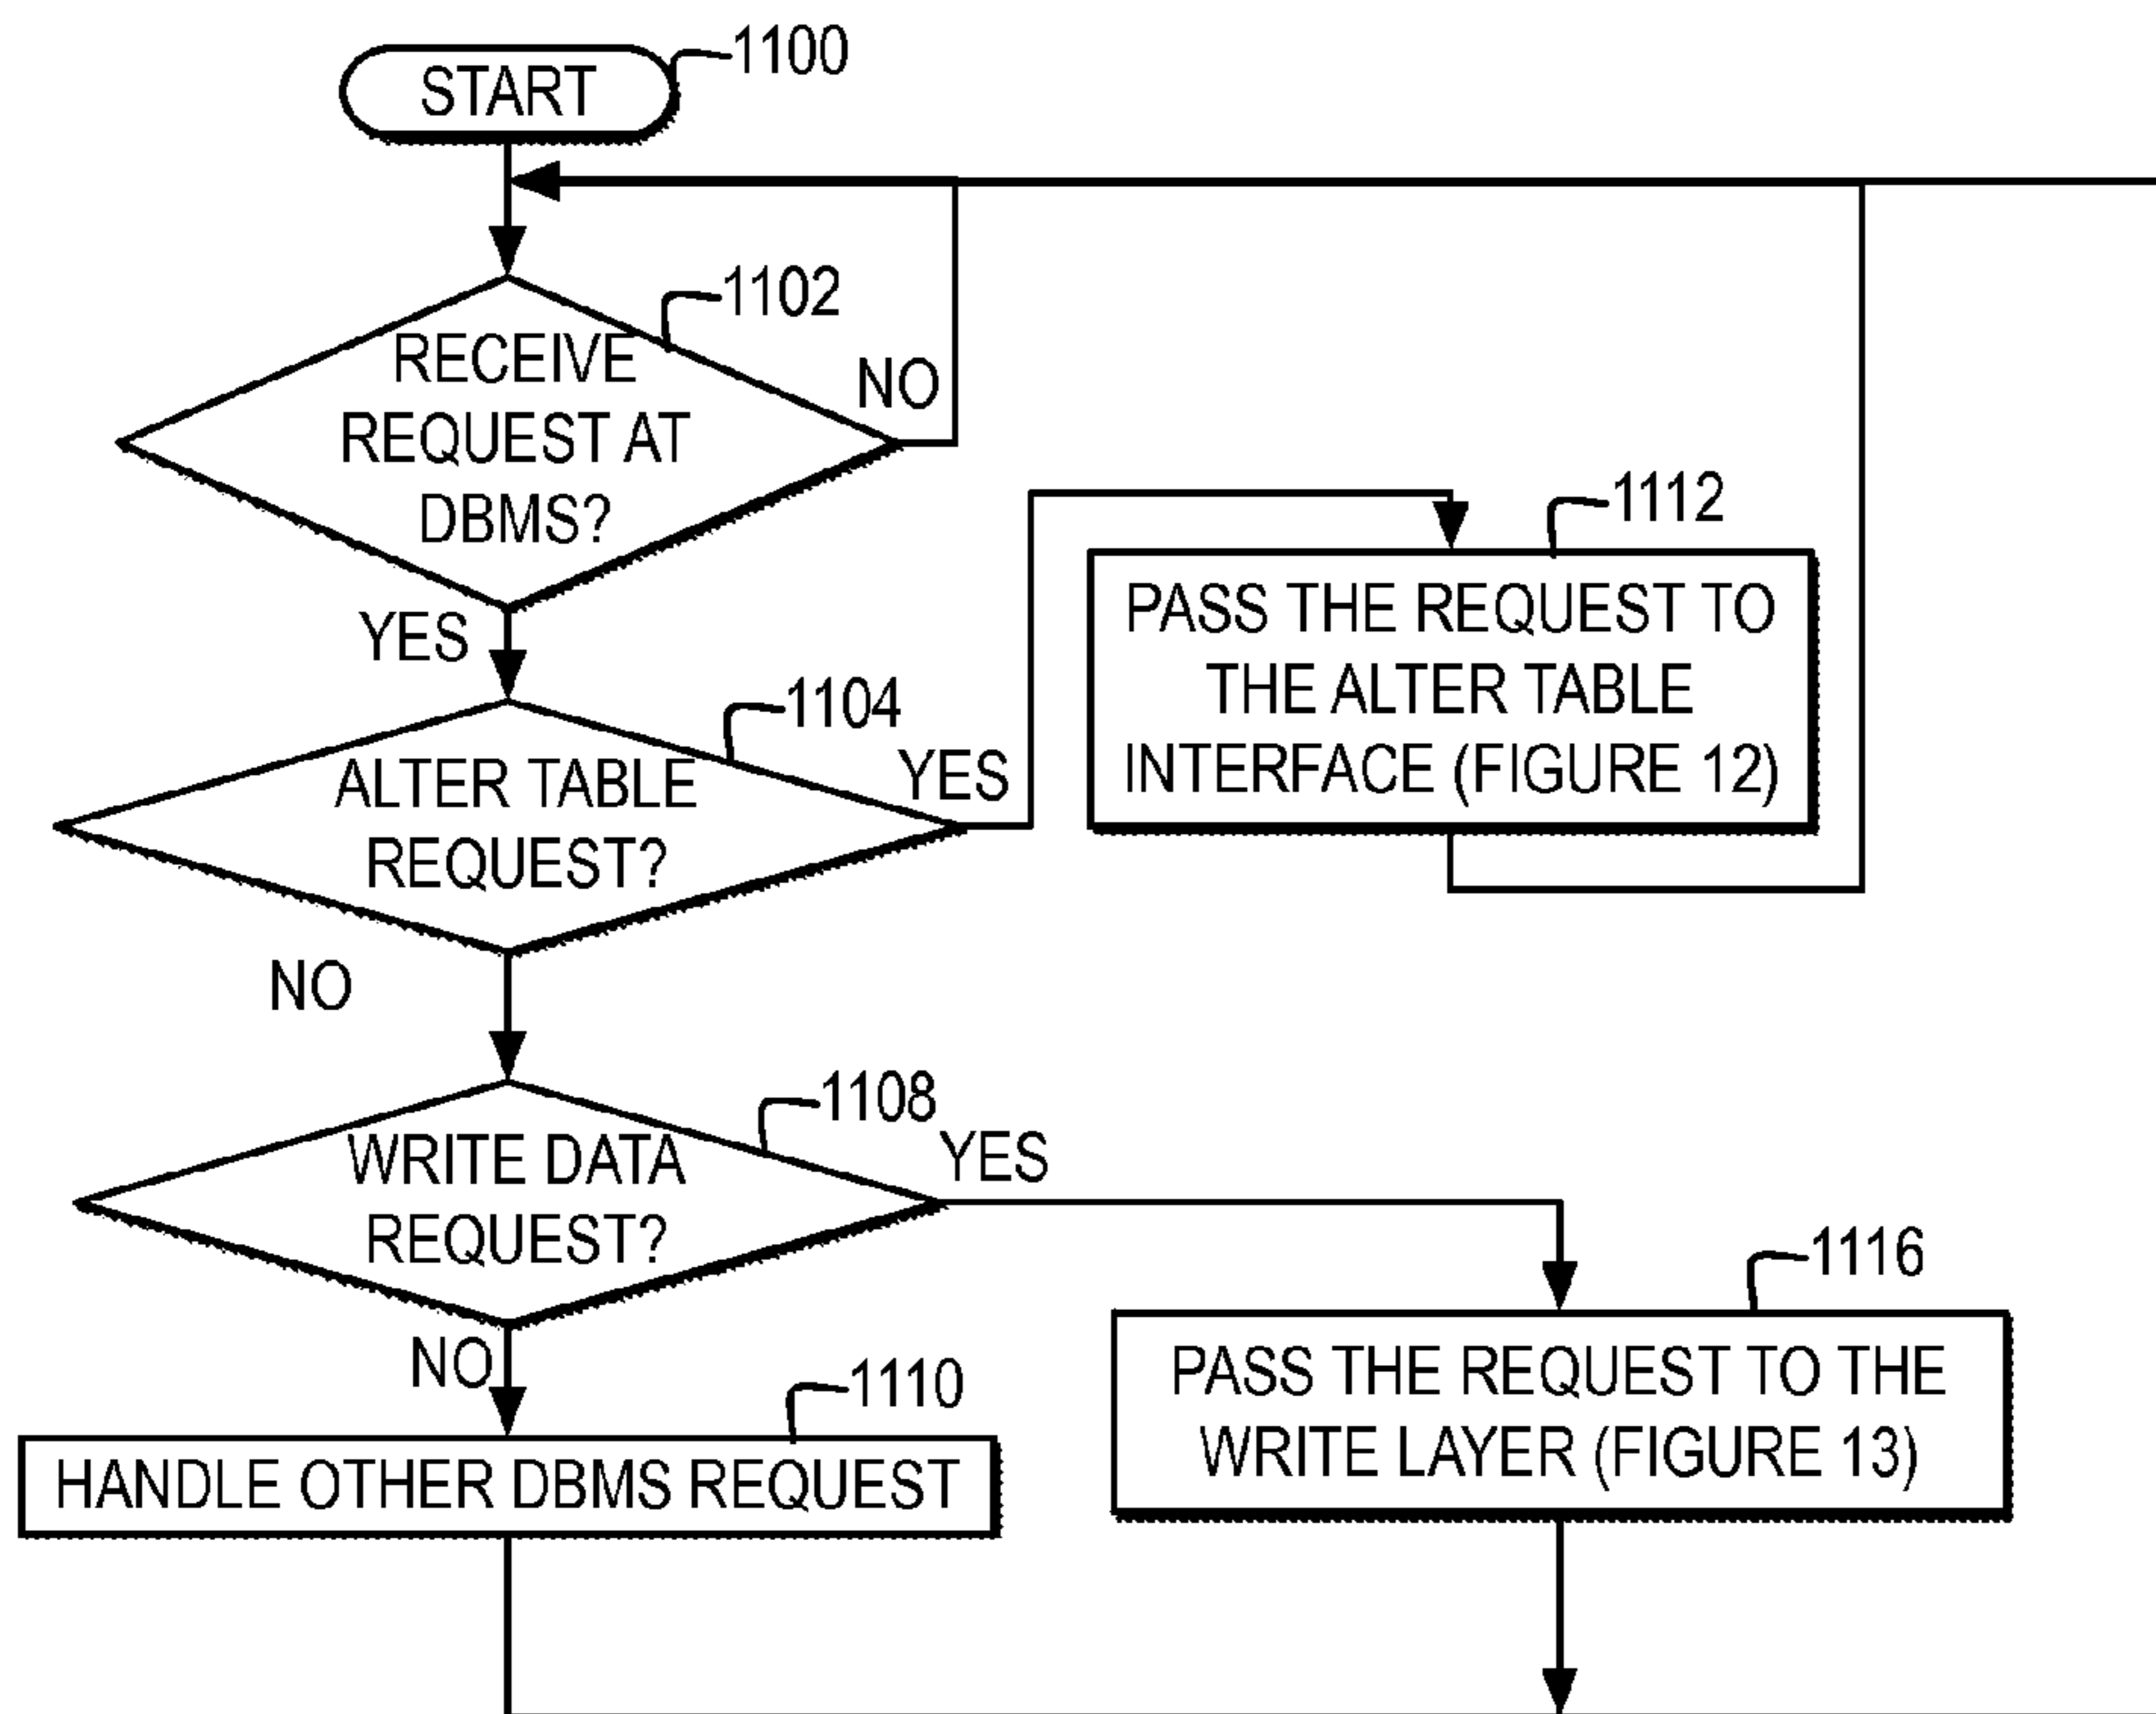 START
1100
1102
RECEIVE
REQUEST AT
DBMS?
NO
YES
1104
ALTER TABLE
REQUEST?
YES
NO
1112
PASS THE REQUEST TO
THE ALTER TABLE
INTERFACE (FIGURE 12)
1108
WRITE DATA
REQUEST?
YES
NO
1110
HANDLE OTHER DBMS REQUEST
1116
PASS THE REQUEST TO THE
WRITE LAYER (FIGURE 13)